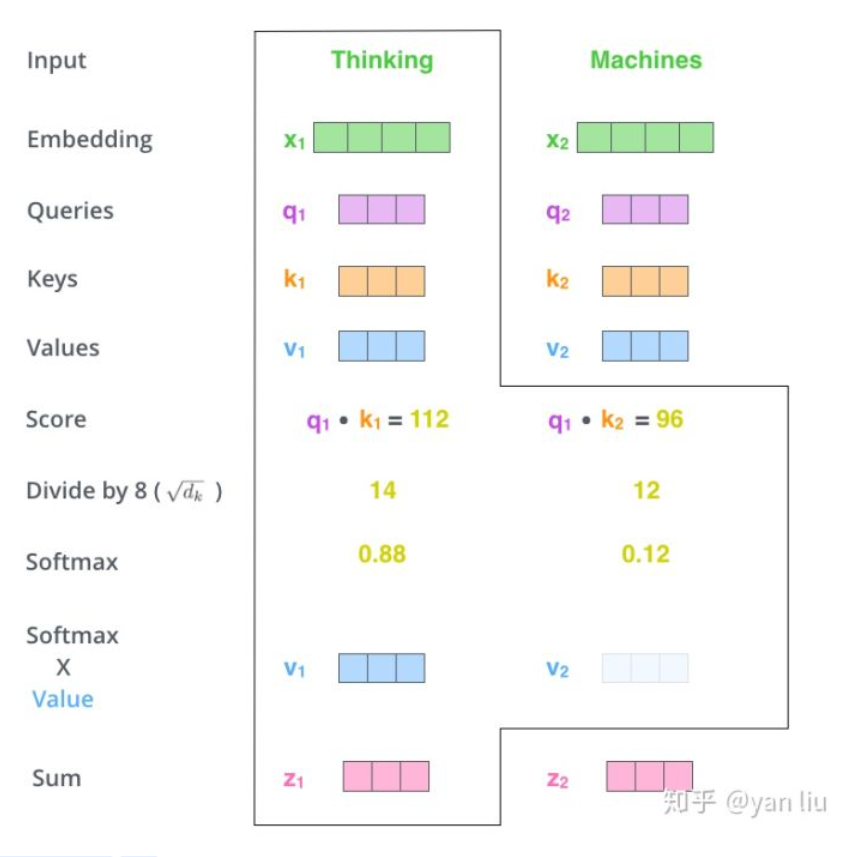 Input Thinking Machines
Embedding x₁ x₂
Queries q₁ q₂
Keys k₁ k₂
Values v₁ v₂
Score q₁ • k₁ = 112 q₁ • k₂ = 96
Divide by 8 ( √dₖ ) 14 12
Softmax 0.88 0.12
Softmax
X v₁ v₂
Value
Sum z₁ z₂
知乎 @yan liu